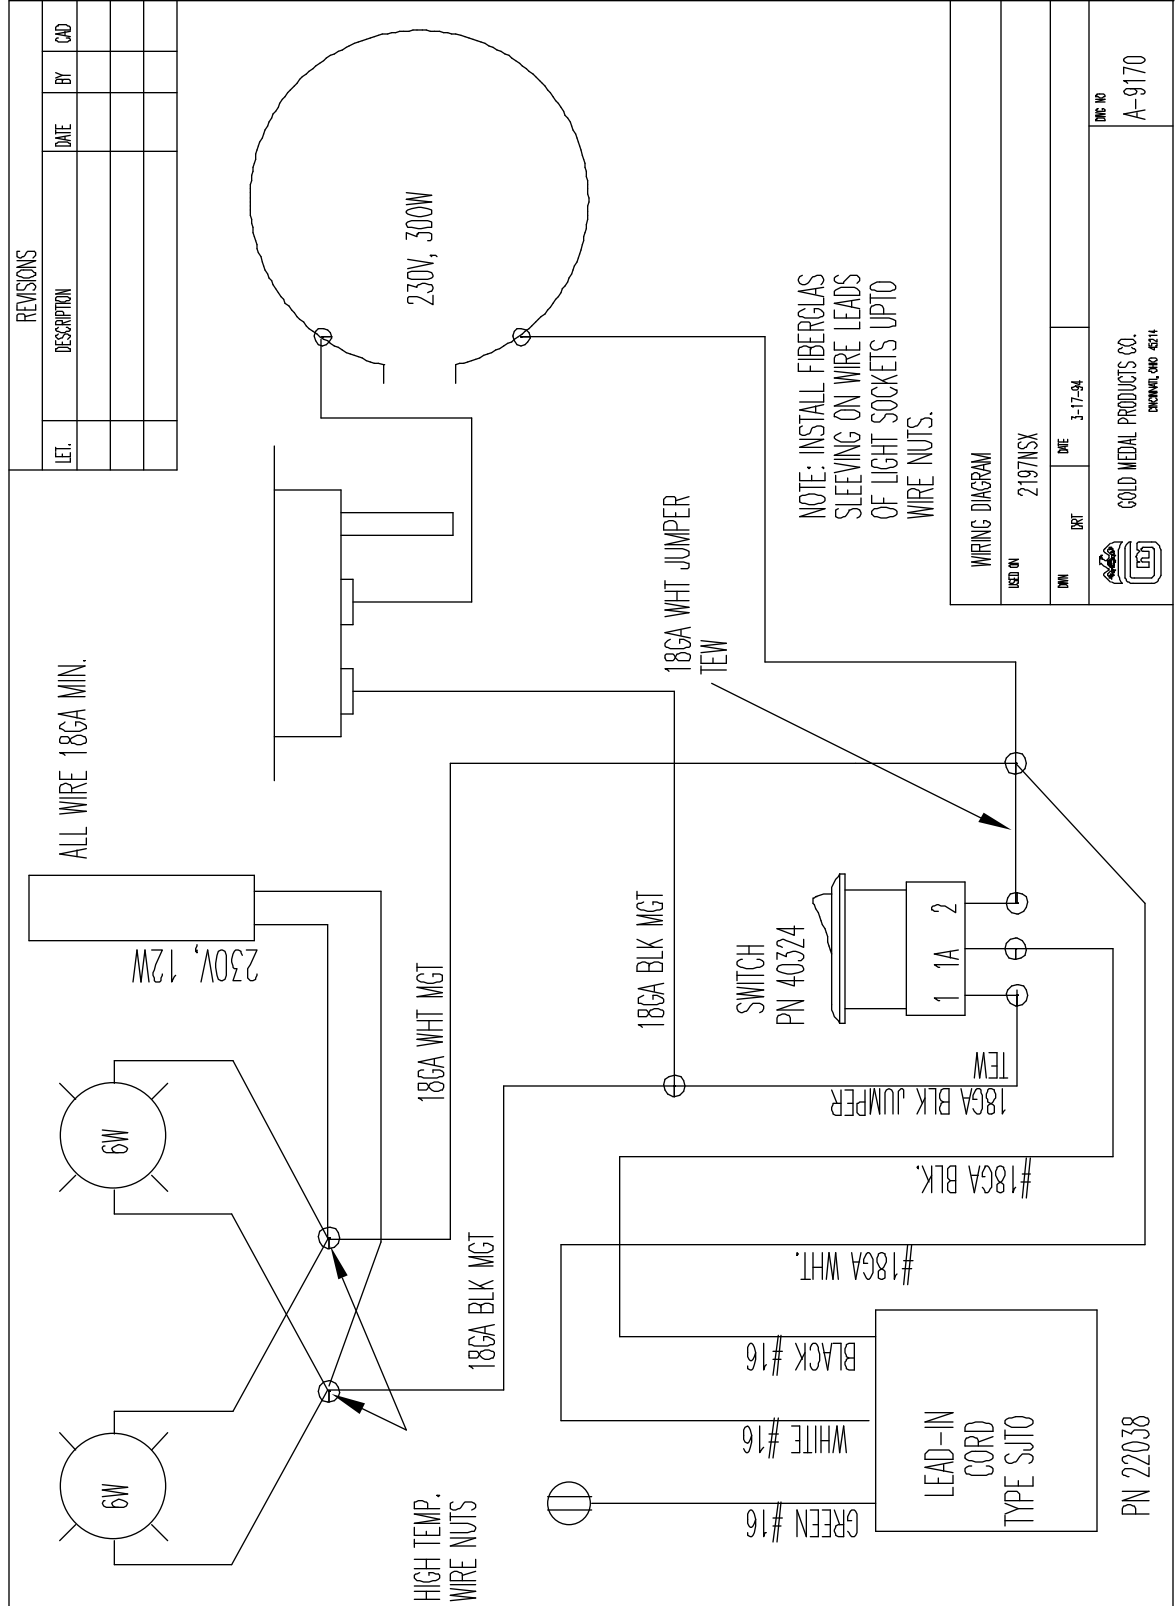 REVISIONS
LET. DESCRIPTION DATE BY CAD
ALL WIRE 18GA MIN.
230V, 12W
6W
6W
HIGH TEMP.
WIRE NUTS
230V, 300W
18GA WHT MGT
18GA BLK MGT
18GA BLK MGT
18GA WHT JUMPER
TEW
SWITCH
PN 40324
1 1A 2
18GA BLK JUMPER
TEW
#18GA BLK.
#18GA WHT.
BLACK #16
WHITE #16
GREEN #16
LEAD-IN
CORD
TYPE SJTO
PN 22038
NOTE: INSTALL FIBERGLAS
SLEEVING ON WIRE LEADS
OF LIGHT SOCKETS UPTO
WIRE NUTS.
WIRING DIAGRAM
USED ON 2197NSX
DWN DRT DATE 3-17-94
GOLD MEDAL PRODUCTS CO.
CINCINNATI, OHIO 45214
DWG NO
A-9170